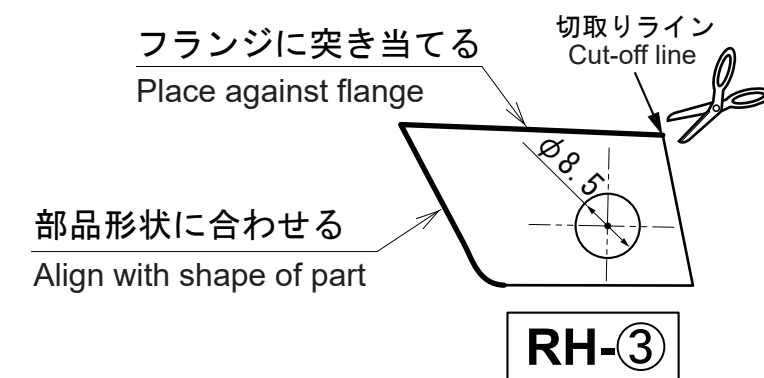 フランジに突き当てる
Place against flange
切取りライン
Cut-off line
φ8.5
部品形状に合わせる
Align with shape of part
RH-③